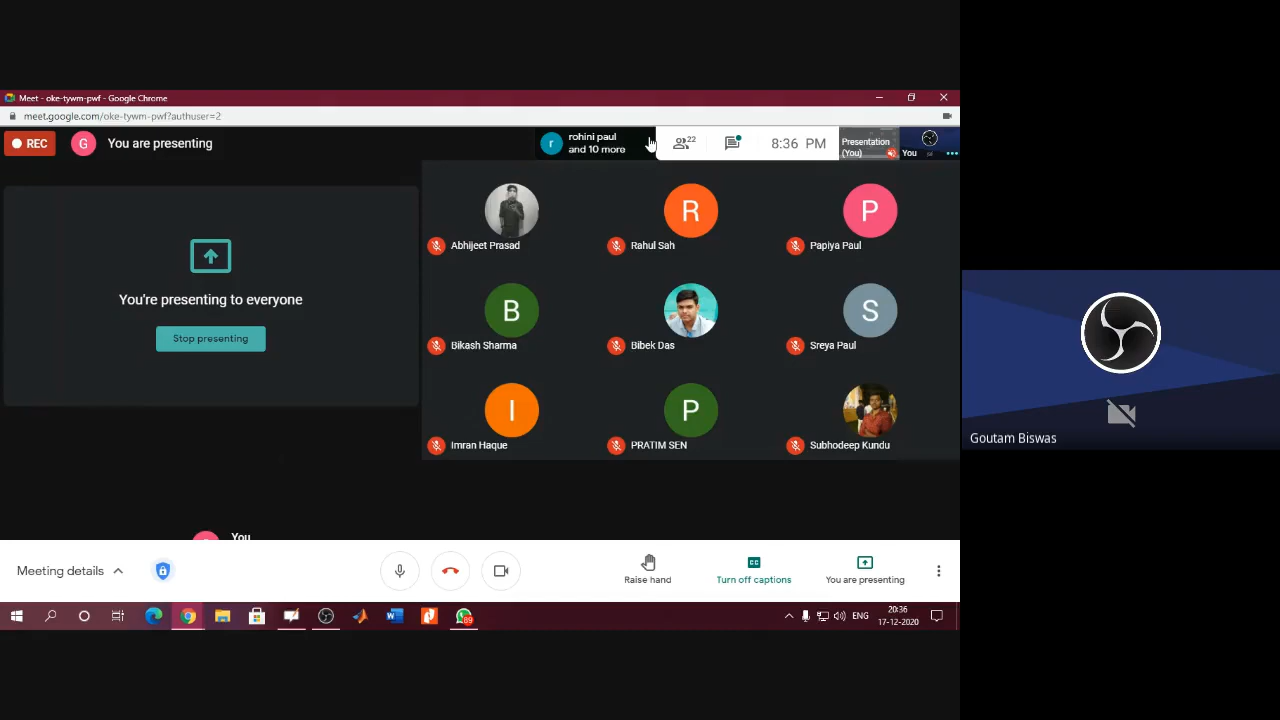 Meet - oke-tywm-pwf - Google Chrome
meet.google.com/oke-tywm-pwf?authuser=2
REC
G
You are presenting
r
rohini paul
and 10 more
22
8:36 PM
Presentation
(You)
You
You're presenting to everyone
Stop presenting
Abhijeet Prasad
R
Rahul Sah
P
Papiya Paul
B
Bikash Sharma
Bibek Das
S
Sreya Paul
I
Imran Haque
P
PRATIM SEN
Subhodeep Kundu
Goutam Biswas
You
Meeting details
Raise hand
CC
Turn off captions
You are presenting
W
89
ENG
20:36
17-12-2020